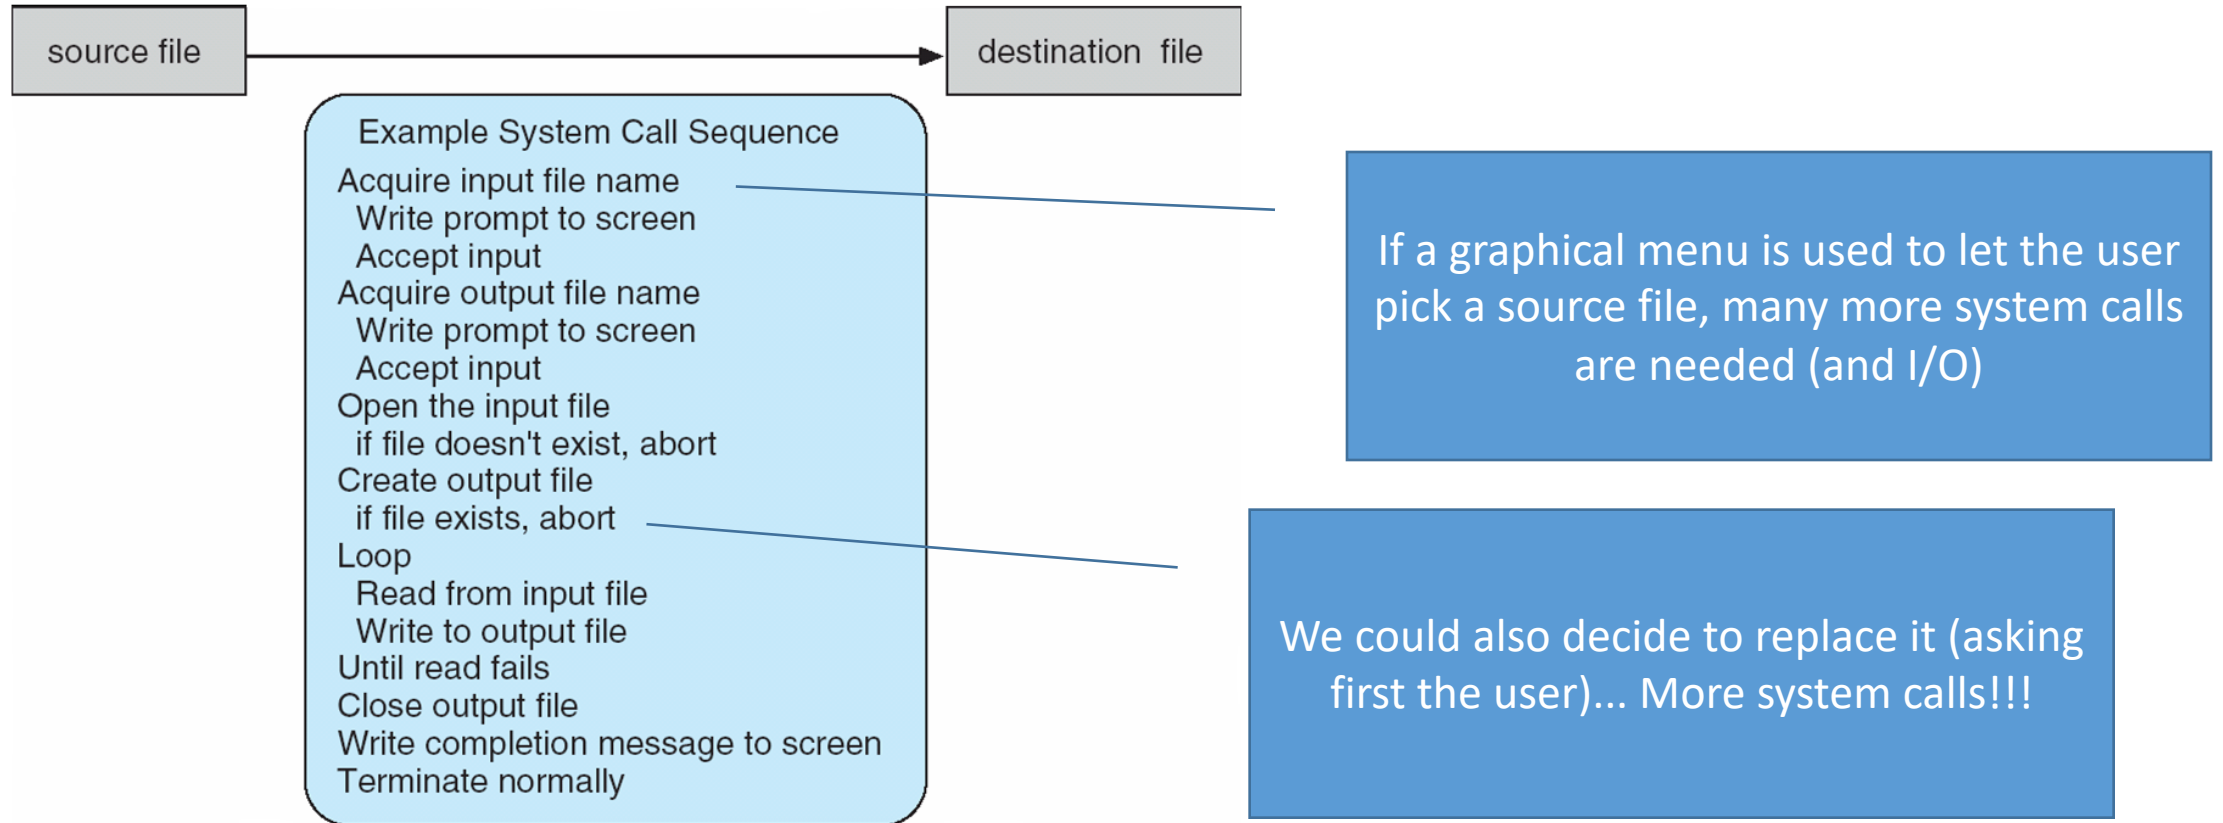 source file
destination file
Example System Call Sequence
Acquire input file name
Write prompt to screen
Accept input
Acquire output file name
Write prompt to screen
Accept input
Open the input file
if file doesn't exist, abort
Create output file
if file exists, abort
Loop
Read from input file
Write to output file
Until read fails
Close output file
Write completion message to screen
Terminate normally
If a graphical menu is used to let the user
pick a source file, many more system calls
are needed (and I/O)
We could also decide to replace it (asking
first the user)... More system calls!!!